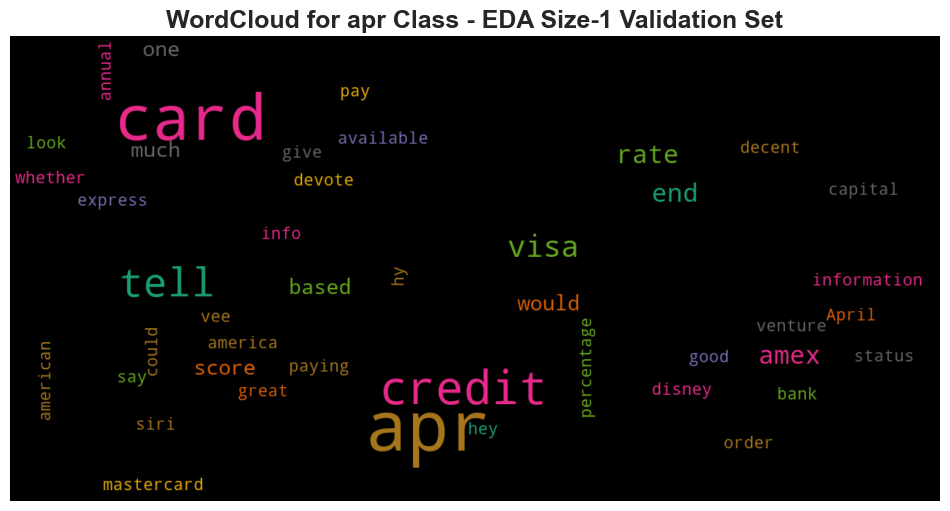 WordCloud for apr Class - EDA Size-1 Validation Set
annual
one
pay
card
look
much
give
available
rate
decent
whether
devote
end
capital
express
info
visa
tell
based
hy
would
information
April
vee
venture
could
america
american
score
paying
percentage
good
amex
status
say
great
credit
disney
bank
siri
apr
hey
order
mastercard